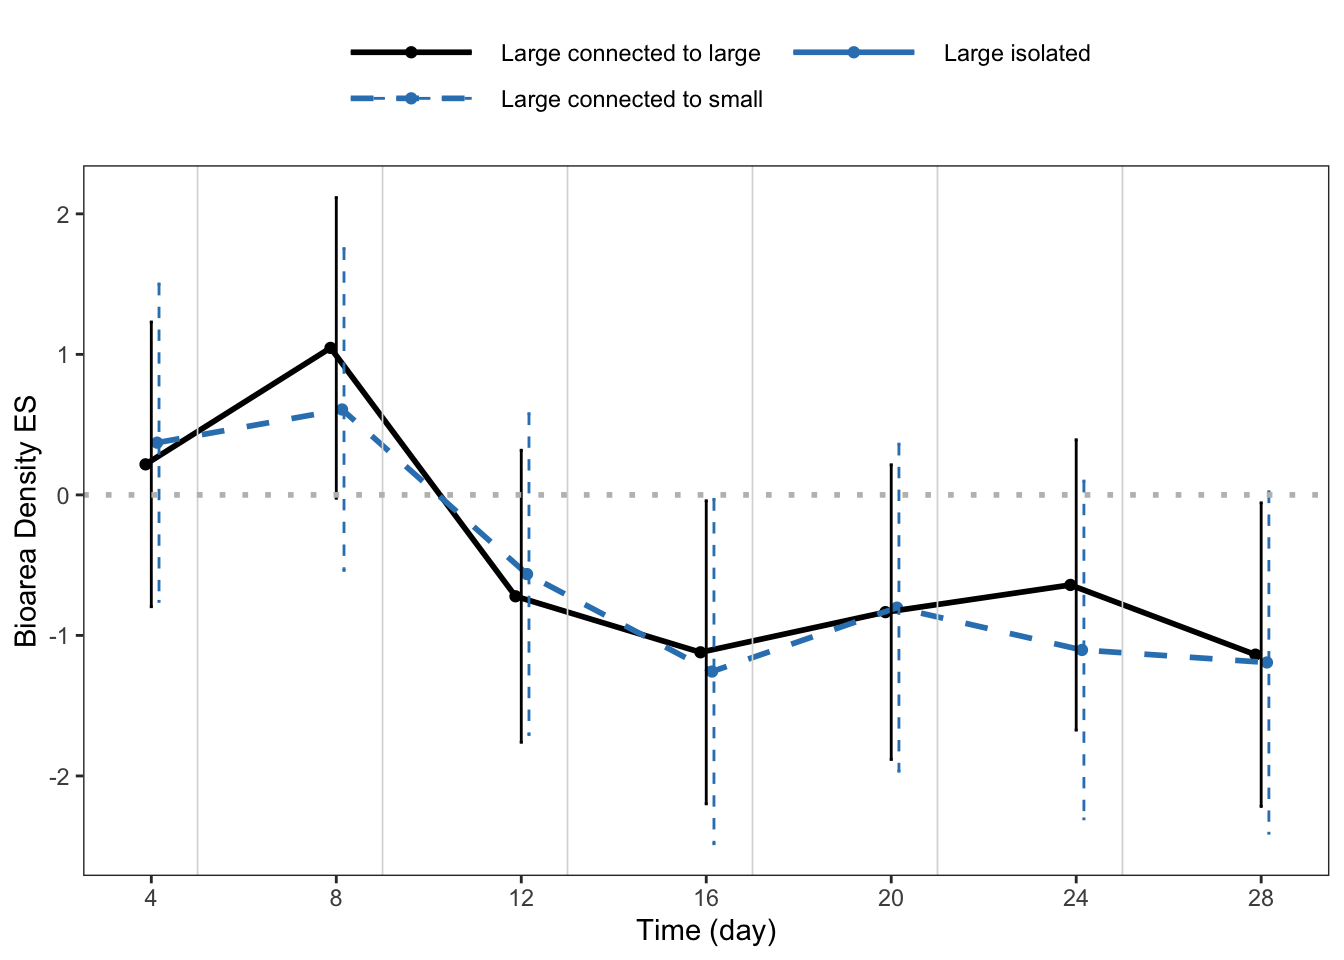 Large connected to large
Large isolated
Large connected to small
Bioarea Density ES
2
1
0
-1
-2
4
8
12
16
20
24
28
Time (day)